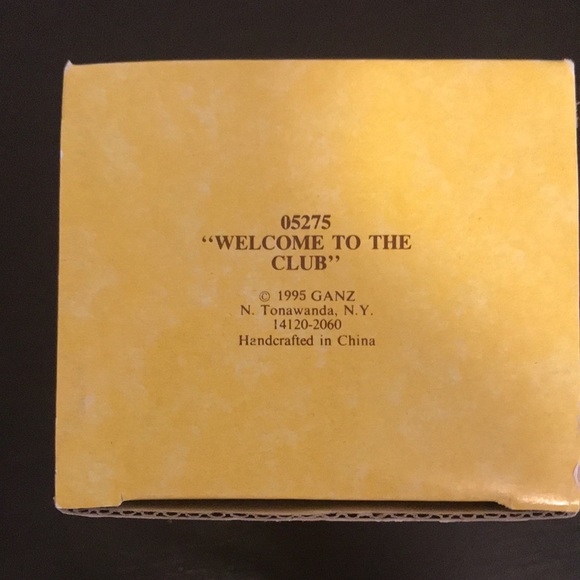 05275
“WELCOME TO THE
CLUB”
© 1995 GANZ
N. Tonawanda, N.Y.
14120-2060
Handcrafted in China